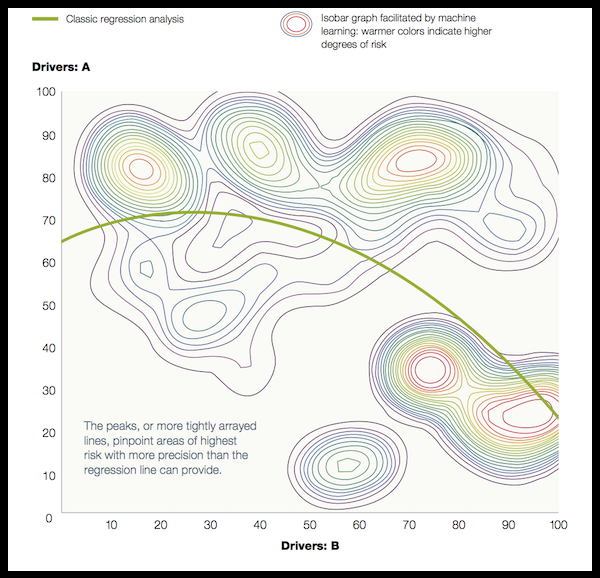 Classic regression analysis
Isobar graph facilitated by machine
learning: warmer colors indicate higher
degrees of risk
Drivers: A
100
90
80
70
60
50
40
30
20
10
0
The peaks, or more tightly arrayed
lines, pinpoint areas of highest
risk with more precision than the
regression line can provide.
10 20 30 40 50 60 70 80 90 100
Drivers: B